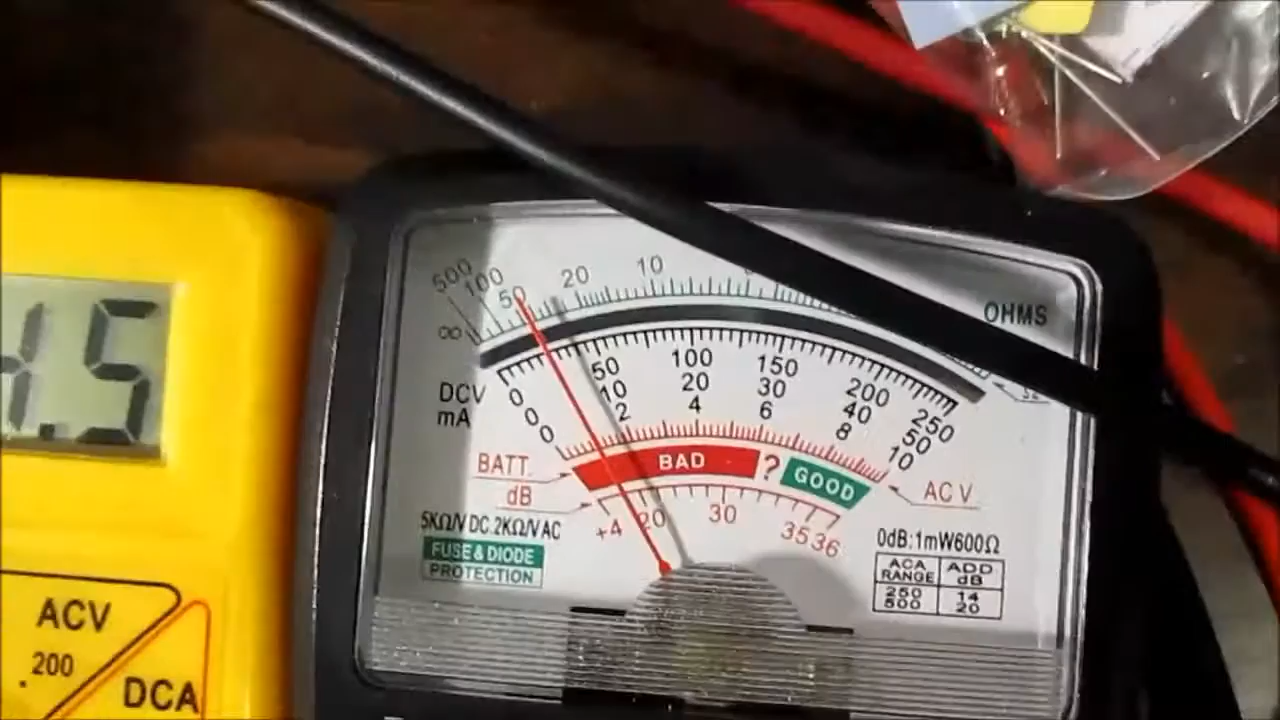 500 100 50 20 10
∞
OHMS
.5
DCV
mA
0 50 100 150 200 250
0 10 20 30 40 50
0 2 4 6 8 10
BATT.
BAD ? GOOD
AC V
dB
+4 20 30 35 36
5KΩ/V DC.2KΩ/V AC
FUSE & DIODE
PROTECTION
0dB:1mW600Ω
ACA RANGE ADD dB
250 14
500 20
ACV
200
DCA